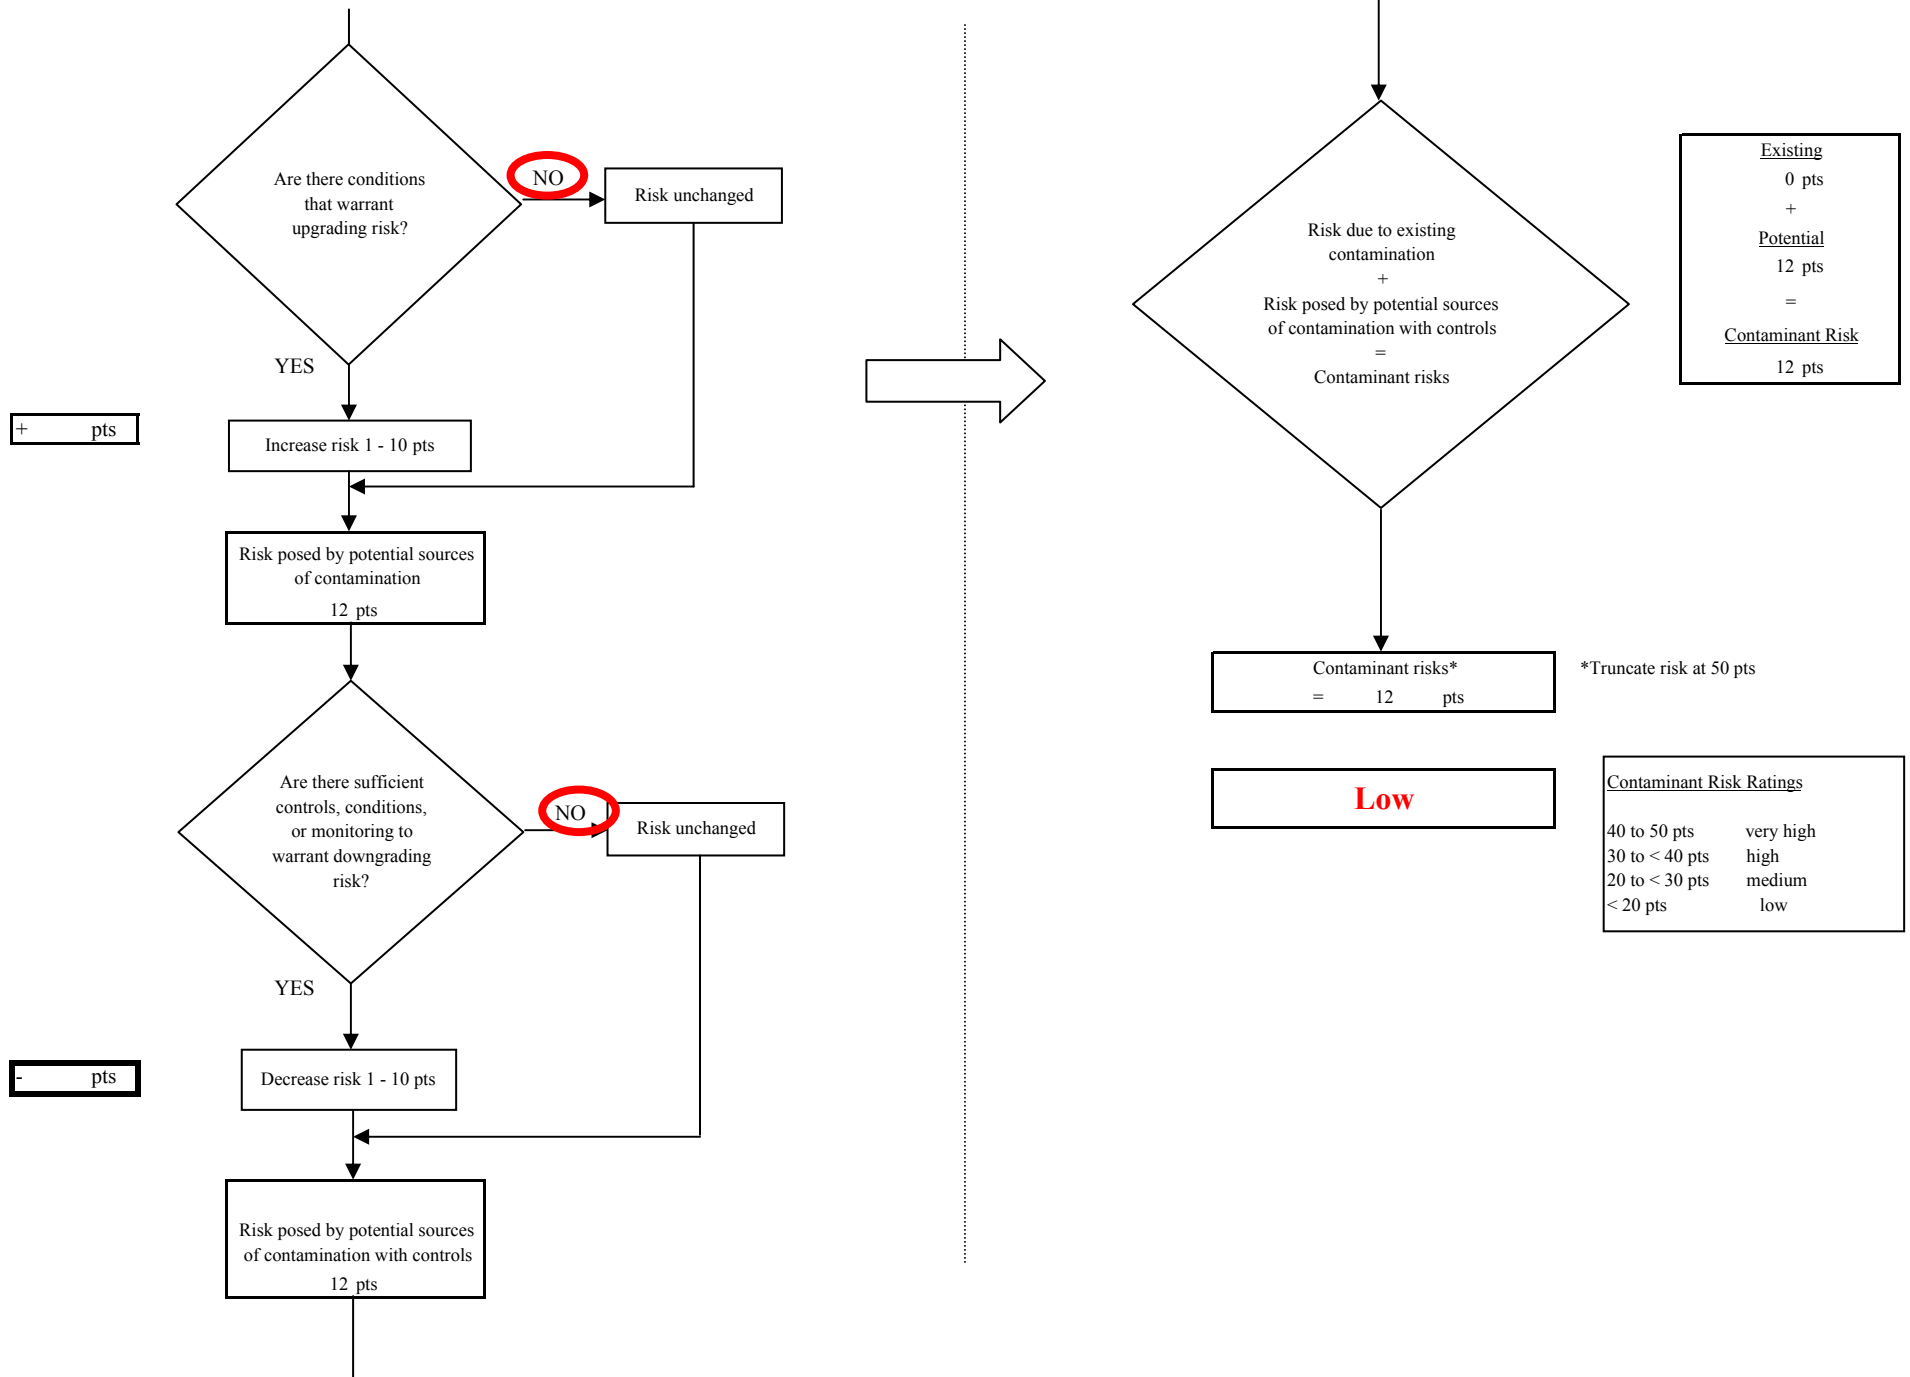 Are there conditions
that warrant
upgrading risk?
NO
Risk unchanged
YES
+ pts
Increase risk 1 - 10 pts
Risk posed by potential sources
of contamination
12 pts
Are there sufficient
controls, conditions,
or monitoring to
warrant downgrading
risk?
NO
Risk unchanged
YES
- pts
Decrease risk 1 - 10 pts
Risk posed by potential sources
of contamination with controls
12 pts
Risk due to existing
contamination
+
Risk posed by potential sources
of contamination with controls
=
Contaminant risks
Existing
0 pts
+
Potential
12 pts
=
Contaminant Risk
12 pts
Contaminant risks*
= 12 pts
*Truncate risk at 50 pts
Low
Contaminant Risk Ratings
40 to 50 pts very high
30 to < 40 pts high
20 to < 30 pts medium
< 20 pts low